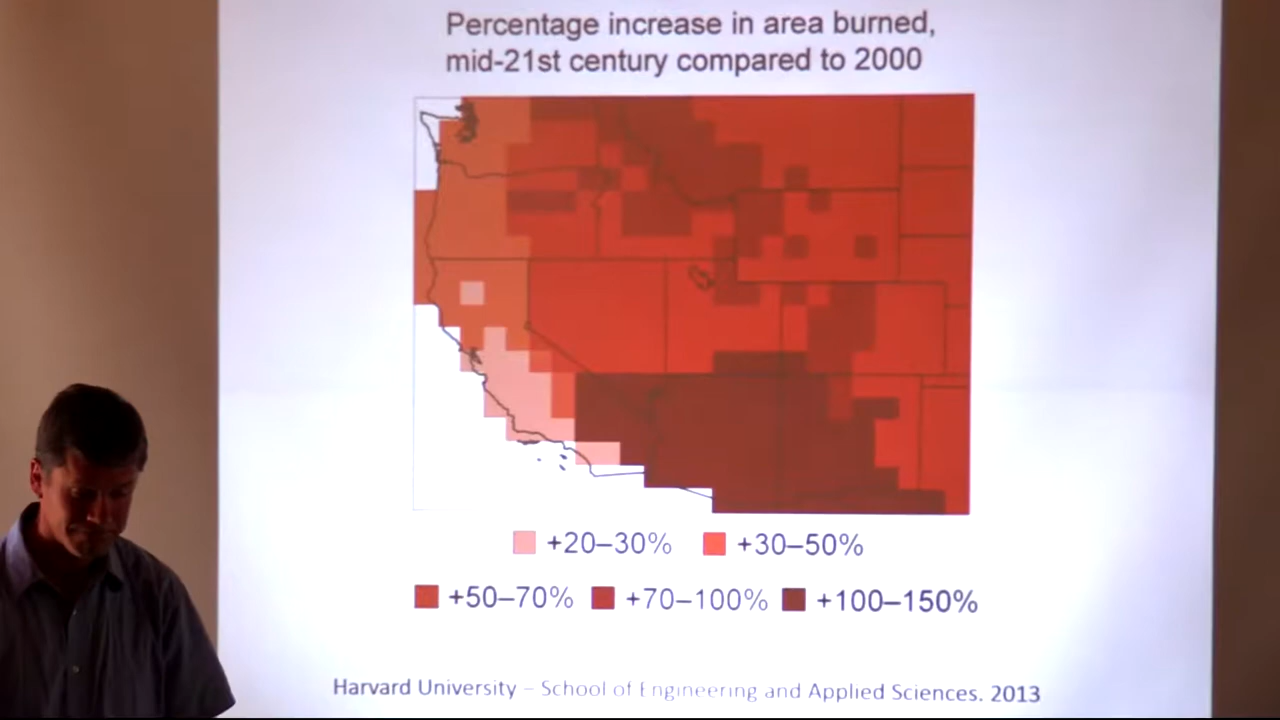 Percentage increase in area burned,
mid-21st century compared to 2000
+20–30% +30–50%
+50–70% +70–100% +100–150%
Harvard University – School of Engineering and Applied Sciences. 2013